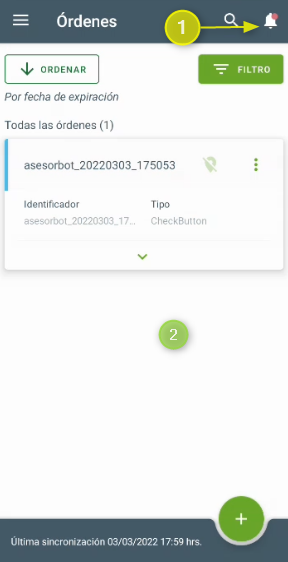 Órdenes
1
ORDENAR
FILTRO
Por fecha de expiración
Todas las órdenes (1)
asesorbot_20220303_175053
Identificador
Tipo
asesorbot_20220303_17...
CheckButton
2
+
Última sincronización 03/03/2022 17:59 hrs.